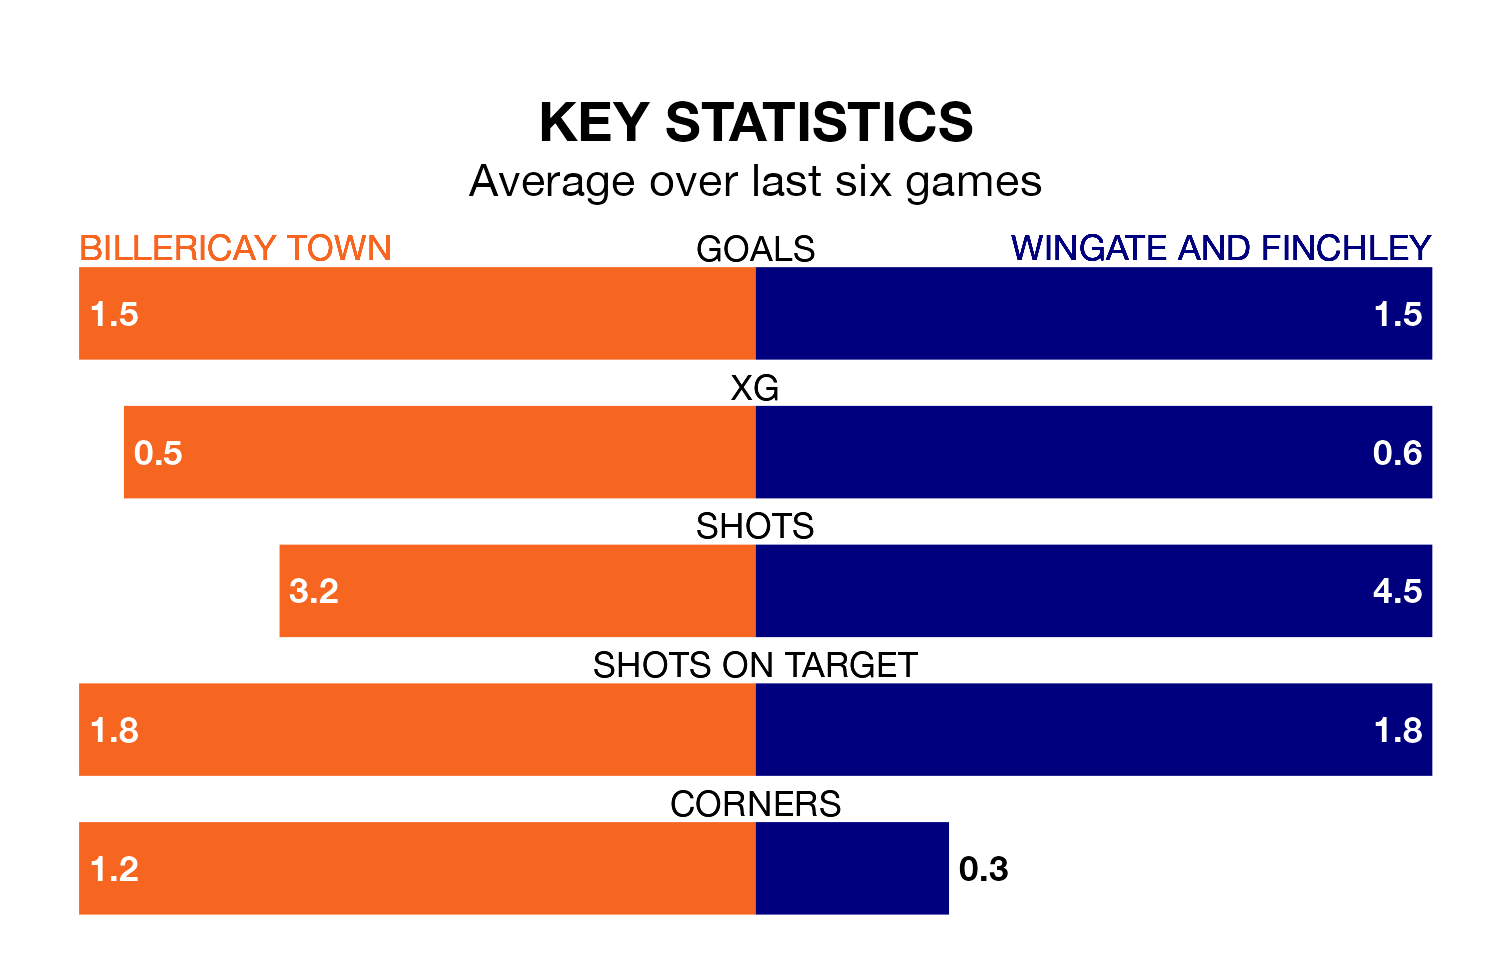 KEY STATISTICS
Average over last six games
BILLERICAY TOWN GOALS WINGATE AND FINCHLEY
1.5 1.5
XG
0.5 0.6
SHOTS
3.2 4.5
SHOTS ON TARGET
1.8 1.8
CORNERS
1.2 0.3